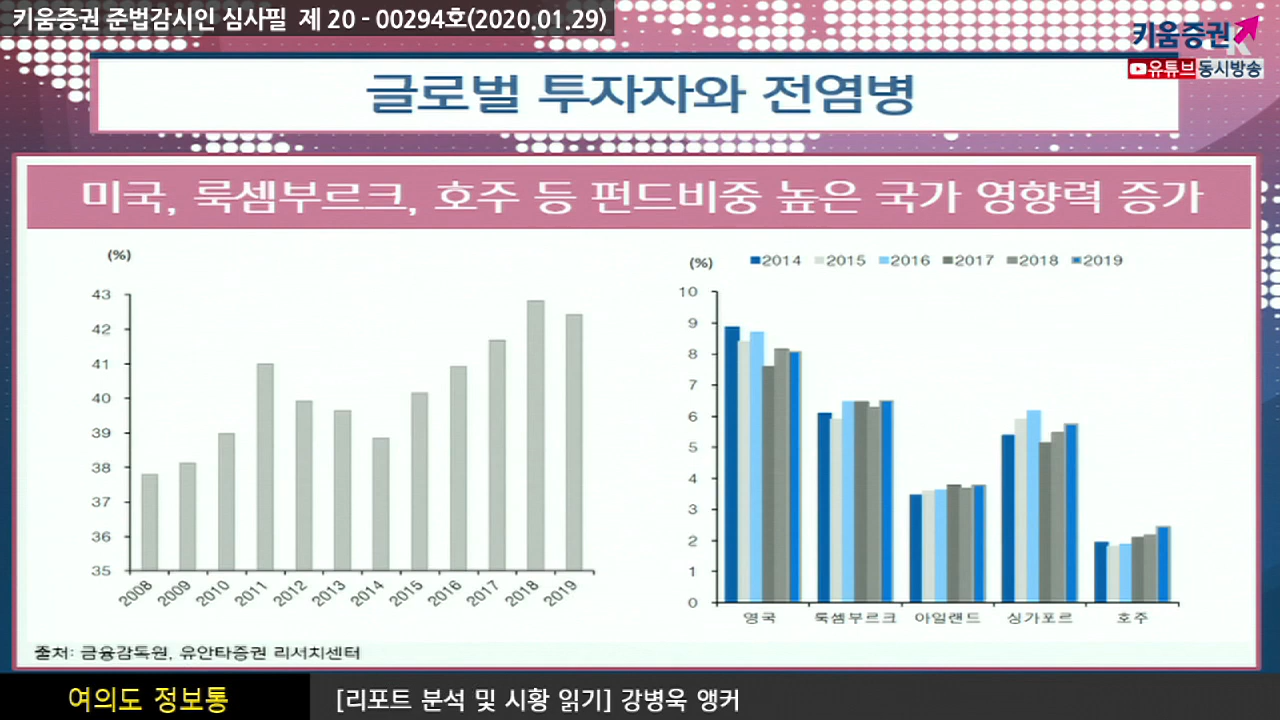 키움증권 준법감시인 심사필 제 20 - 00294호(2020.01.29)
키움증권
유튜브 동시방송
글로벌 투자자와 전염병
미국, 룩셈부르크, 호주 등 펀드비중 높은 국가 영향력 증가
(%)
43
42
41
40
39
38
37
36
35
2008 2009 2010 2011 2012 2013 2014 2015 2016 2017 2018 2019
(%)
2014 2015 2016 2017 2018 2019
10
9
8
7
6
5
4
3
2
1
0
영국 룩셈부르크 아일랜드 싱가포르 호주
출처: 금융감독원, 유안타증권 리서치센터
여의도 정보통
[리포트 분석 및 시황 읽기] 강병욱 앵커